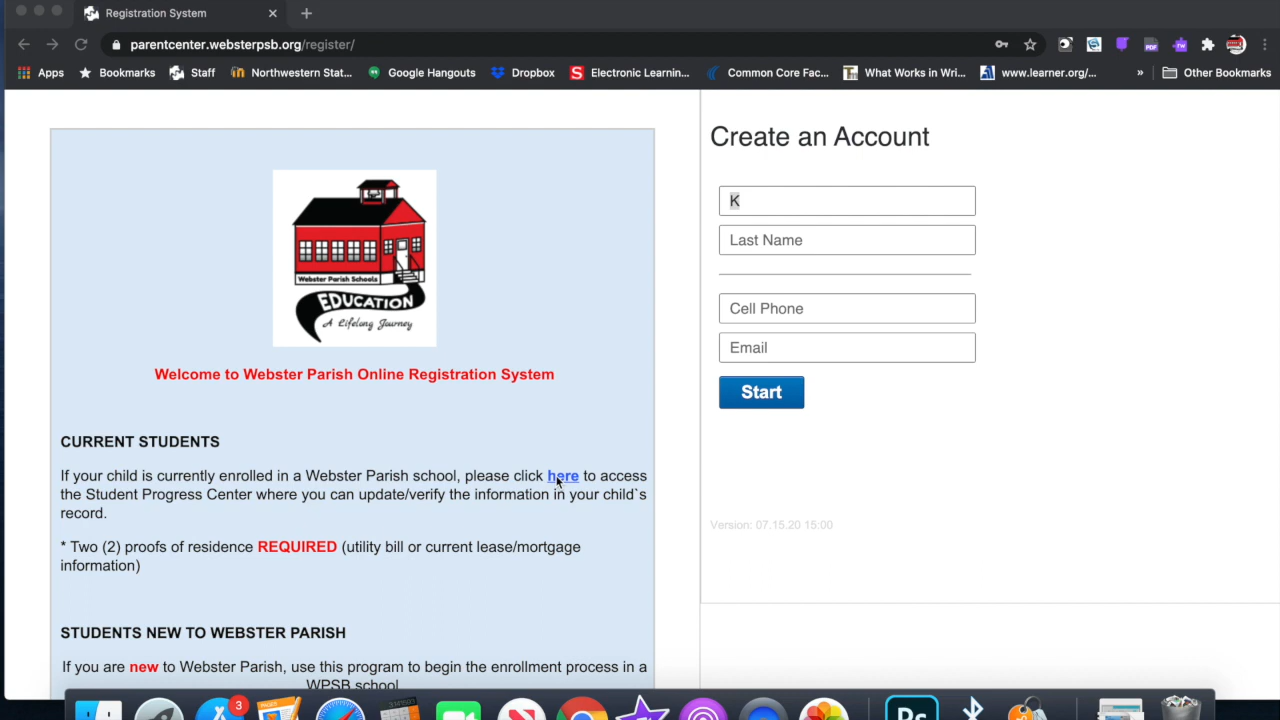 Registration System
parentcenter.websterpsb.org/register/
Apps Bookmarks Staff Northwestern Stat... Google Hangouts Dropbox Electronic Learnin... Common Core Fac... What Works in Wri... www.learner.org/... » Other Bookmarks
Webster Parish Schools
EDUCATION
A Lifelong Journey
Welcome to Webster Parish Online Registration System
CURRENT STUDENTS
If your child is currently enrolled in a Webster Parish school, please click here to access
the Student Progress Center where you can update/verify the information in your child`s
record.
* Two (2) proofs of residence REQUIRED (utility bill or current lease/mortgage
information)
STUDENTS NEW TO WEBSTER PARISH
If you are new to Webster Parish, use this program to begin the enrollment process in a
WPSB school
Create an Account
K
Last Name
Cell Phone
Email
Start
Version: 07.15.20 15:00
3
PAGES